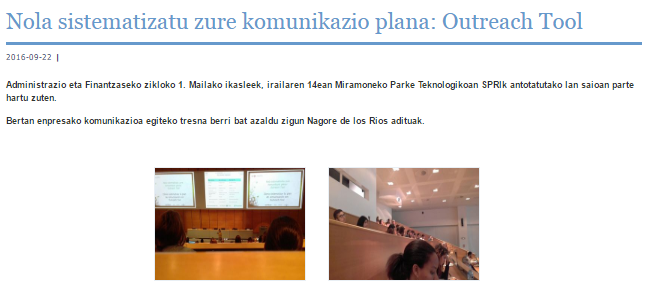 Nola sistematizatu zure komunikazio plana: Outreach Tool
2016-09-22 |
Administrazio eta Finantzaseko zikloko 1. Mailako ikasleek, irailaren 14ean Miramoneko Parke Teknologikoan SPRIk antotatutako lan saioan parte
hartu zuten.
Bertan enpresako komunikazioa egiteko tresna berri bat azaldu zigun Nagore de los Rios adituak.